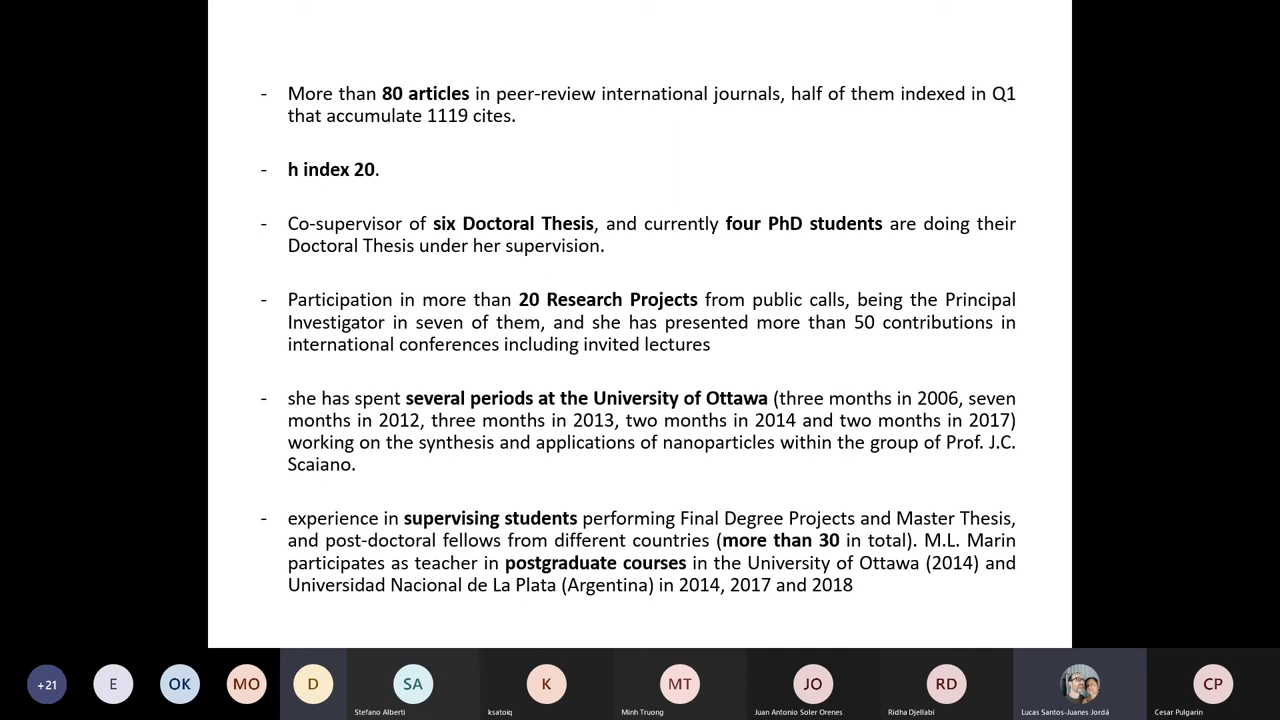 - More than 80 articles in peer-review international journals, half of them indexed in Q1
that accumulate 1119 cites.
- h index 20.
- Co-supervisor of six Doctoral Thesis, and currently four PhD students are doing their
Doctoral Thesis under her supervision.
- Participation in more than 20 Research Projects from public calls, being the Principal
Investigator in seven of them, and she has presented more than 50 contributions in
international conferences including invited lectures
- she has spent several periods at the University of Ottawa (three months in 2006, seven
months in 2012, three months in 2013, two months in 2014 and two months in 2017)
working on the synthesis and applications of nanoparticles within the group of Prof. J.C.
Scaiano.
- experience in supervising students performing Final Degree Projects and Master Thesis,
and post-doctoral fellows from different countries (more than 30 in total). M.L. Marin
participates as teacher in postgraduate courses in the University of Ottawa (2014) and
Universidad Nacional de La Plata (Argentina) in 2014, 2017 and 2018
+21 E OK MO D SA K MT JO RD CP
Stefano Alberti ksatoiq Minh Truong Juan Antonio Soler Orenes Ridha Djellabi Lucas Santos-Juanes Jordá Cesar Pulgarin